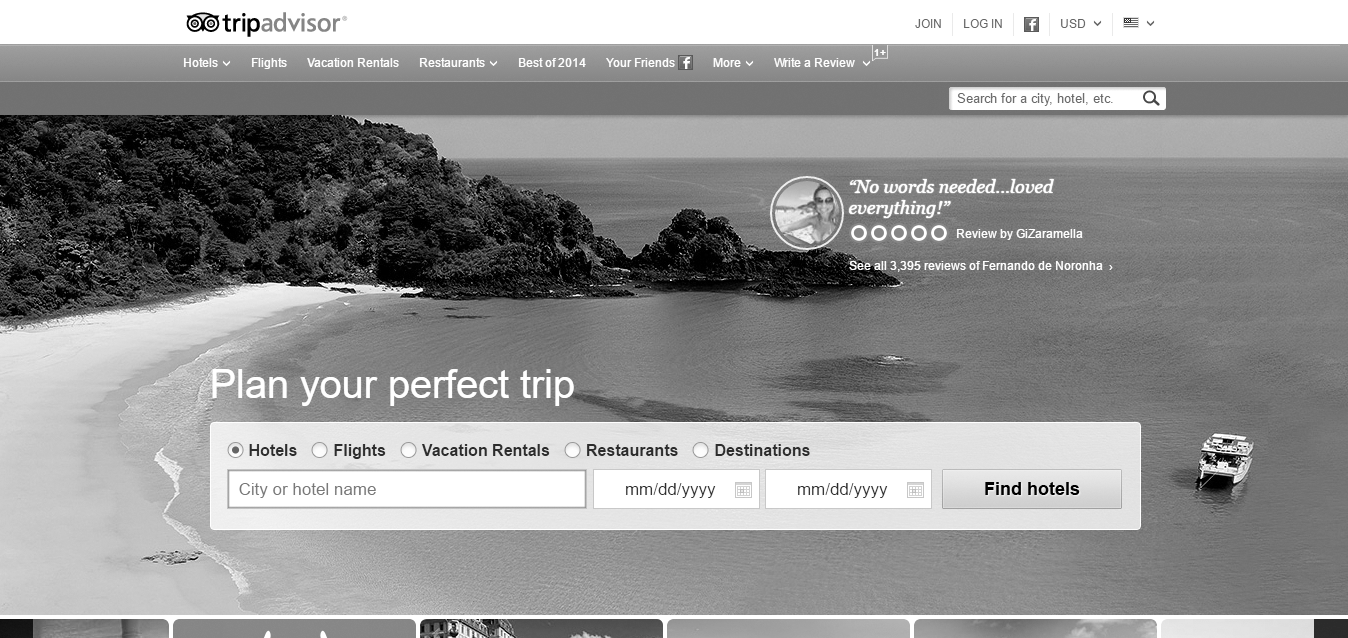 tripadvisor®
JOIN LOG IN f USD
Hotels Flights Vacation Rentals Restaurants Best of 2014 Your Friends f More Write a Review 1+
Search for a city, hotel, etc.
“No words needed...loved
everything!”
Review by GiZaramella
See all 3,395 reviews of Fernando de Noronha ›
Plan your perfect trip
Hotels Flights Vacation Rentals Restaurants Destinations
City or hotel name mm/dd/yyyy mm/dd/yyyy Find hotels